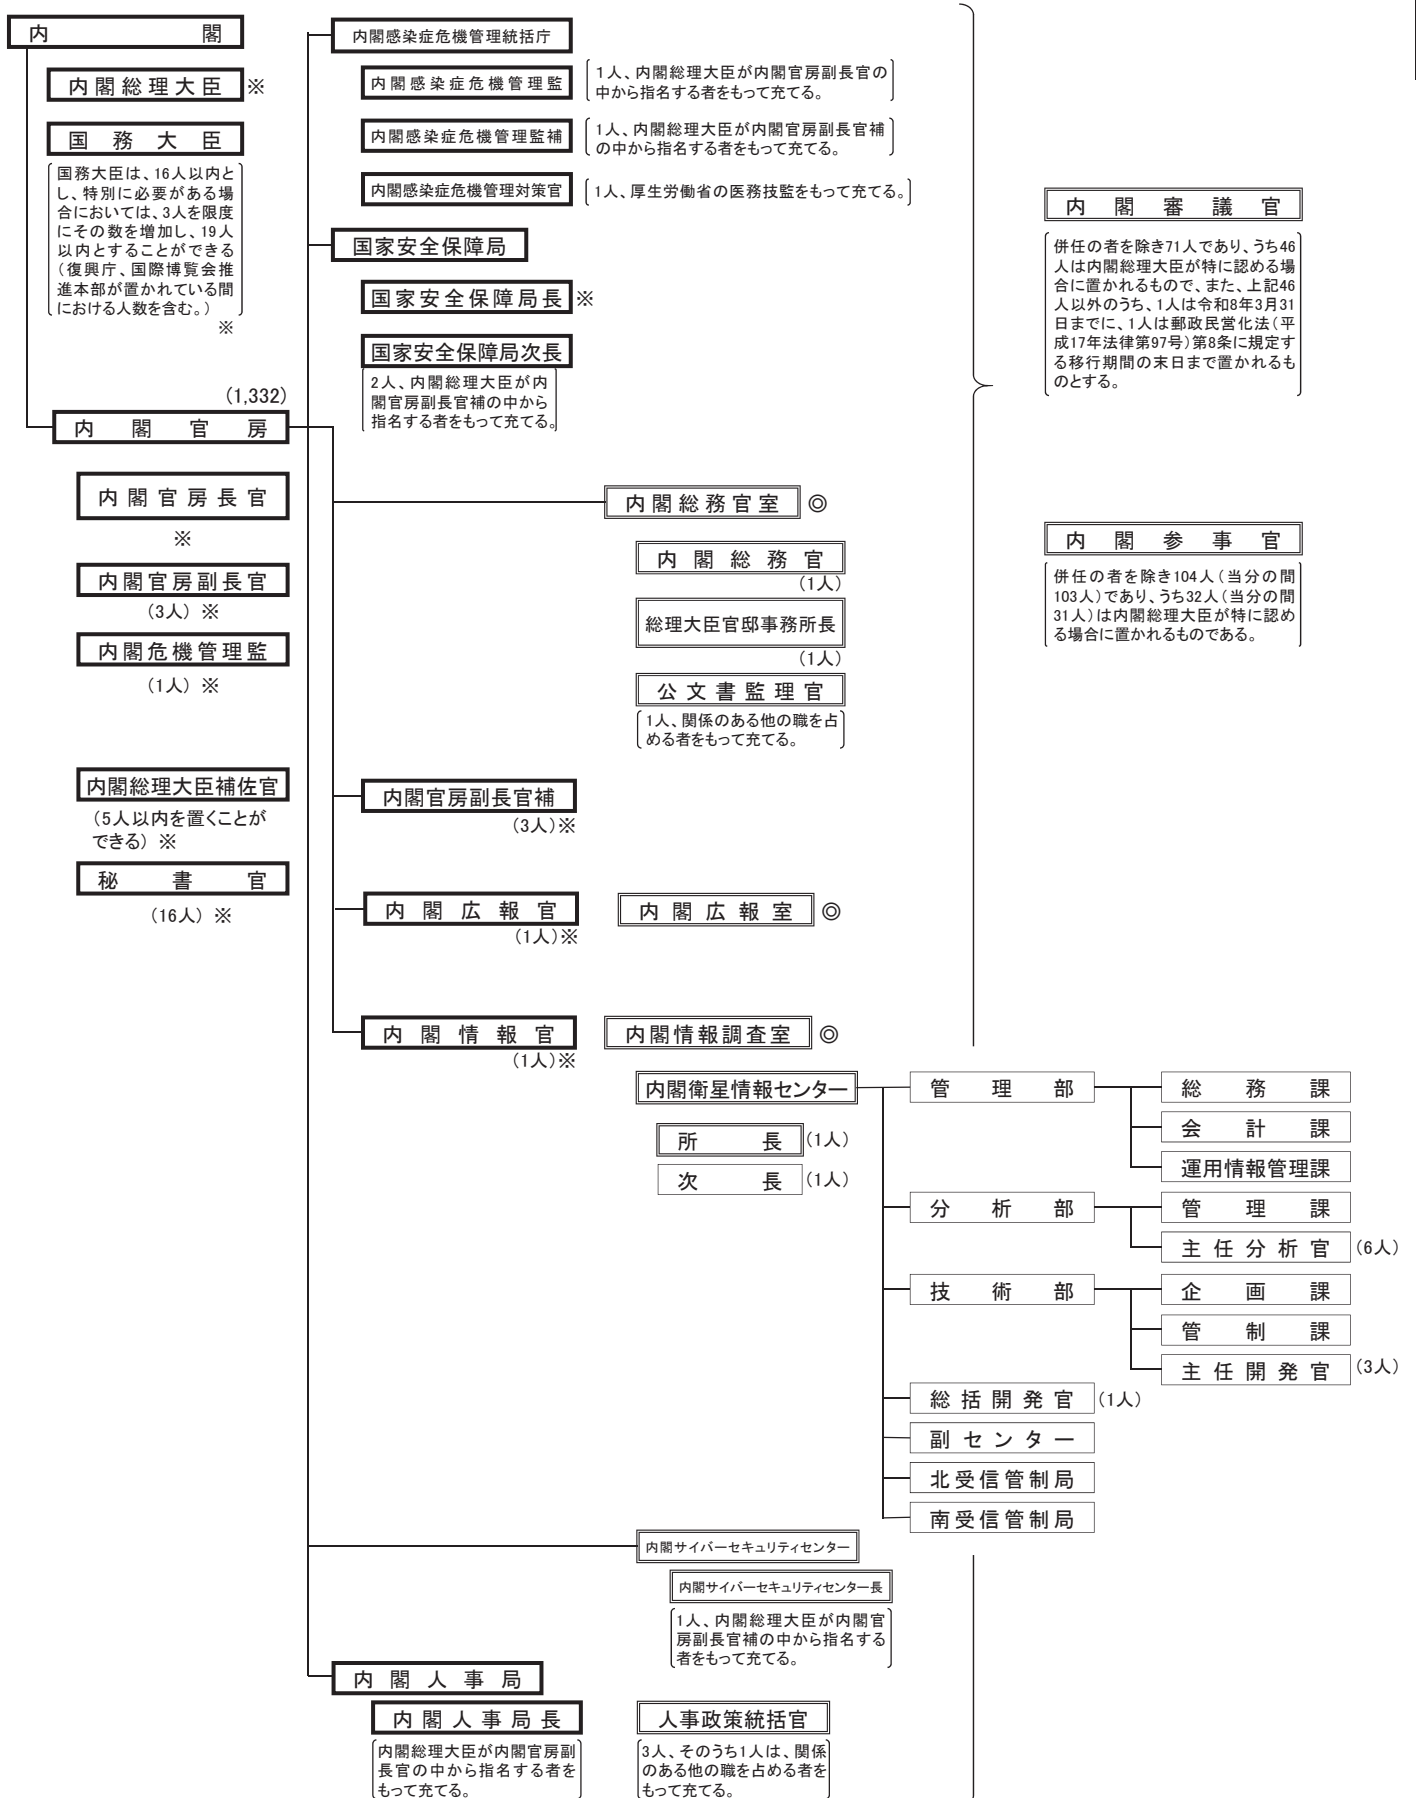 内閣
内閣総理大臣 ※
国務大臣
国務大臣は、16人以内と
し、特別に必要がある場
合においては、3人を限度
にその数を増加し、19人
以内とすることができる
(復興庁、国際博覧会推
進本部が置かれている間
における人数を含む。)
※
(1,332)
内閣官房
内閣官房長官
※
内閣官房副長官
(3人) ※
内閣危機管理監
(1人) ※
内閣総理大臣補佐官
(5人以内を置くことが
できる) ※
秘書官
(16人) ※
内閣感染症危機管理統括庁
内閣感染症危機管理監
1人、内閣総理大臣が内閣官房副長官の
中から指名する者をもって充てる。
内閣感染症危機管理監補
1人、内閣総理大臣が内閣官房副長官補
の中から指名する者をもって充てる。
内閣感染症危機管理対策官
1人、厚生労働省の医務技監をもって充てる。
国家安全保障局
国家安全保障局長 ※
国家安全保障局次長
2人、内閣総理大臣が内
閣官房副長官補の中から
指名する者をもって充てる。
内閣総務官室 ◎
内閣総務官
(1人)
総理大臣官邸事務所長
(1人)
公文書監理官
1人、関係のある他の職を占
める者をもって充てる。
内閣官房副長官補
(3人)※
内閣広報官
(1人)※
内閣広報室 ◎
内閣情報官
(1人)※
内閣情報調査室 ◎
内閣衛星情報センター
所長 (1人)
次長 (1人)
管理部
総務課
会計課
運用情報管理課
分析部
管理課
主任分析官 (6人)
技術部
企画課
管制課
主任開発官 (3人)
総括開発官 (1人)
副センター
北受信管制局
南受信管制局
内閣サイバーセキュリティセンター
内閣サイバーセキュリティセンター長
1人、内閣総理大臣が内閣官
房副長官補の中から指名する
者をもって充てる。
内閣人事局
内閣人事局長
内閣総理大臣が内閣官房副
長官の中から指名する者を
もって充てる。
人事政策統括官
3人、そのうち1人は、関係
のある他の職を占める者を
もって充てる。
内閣審議官
併任の者を除き71人であり、うち46
人は内閣総理大臣が特に認める場
合に置かれるもので、また、上記46
人以外のうち、1人は令和8年3月31
日までに、1人は郵政民営化法(平
成17年法律第97号)第8条に規定す
る移行期間の末日まで置かれるも
のとする。
内閣参事官
併任の者を除き104人(当分の間
103人)であり、うち32人(当分の間
31人)は内閣総理大臣が特に認め
る場合に置かれるものである。